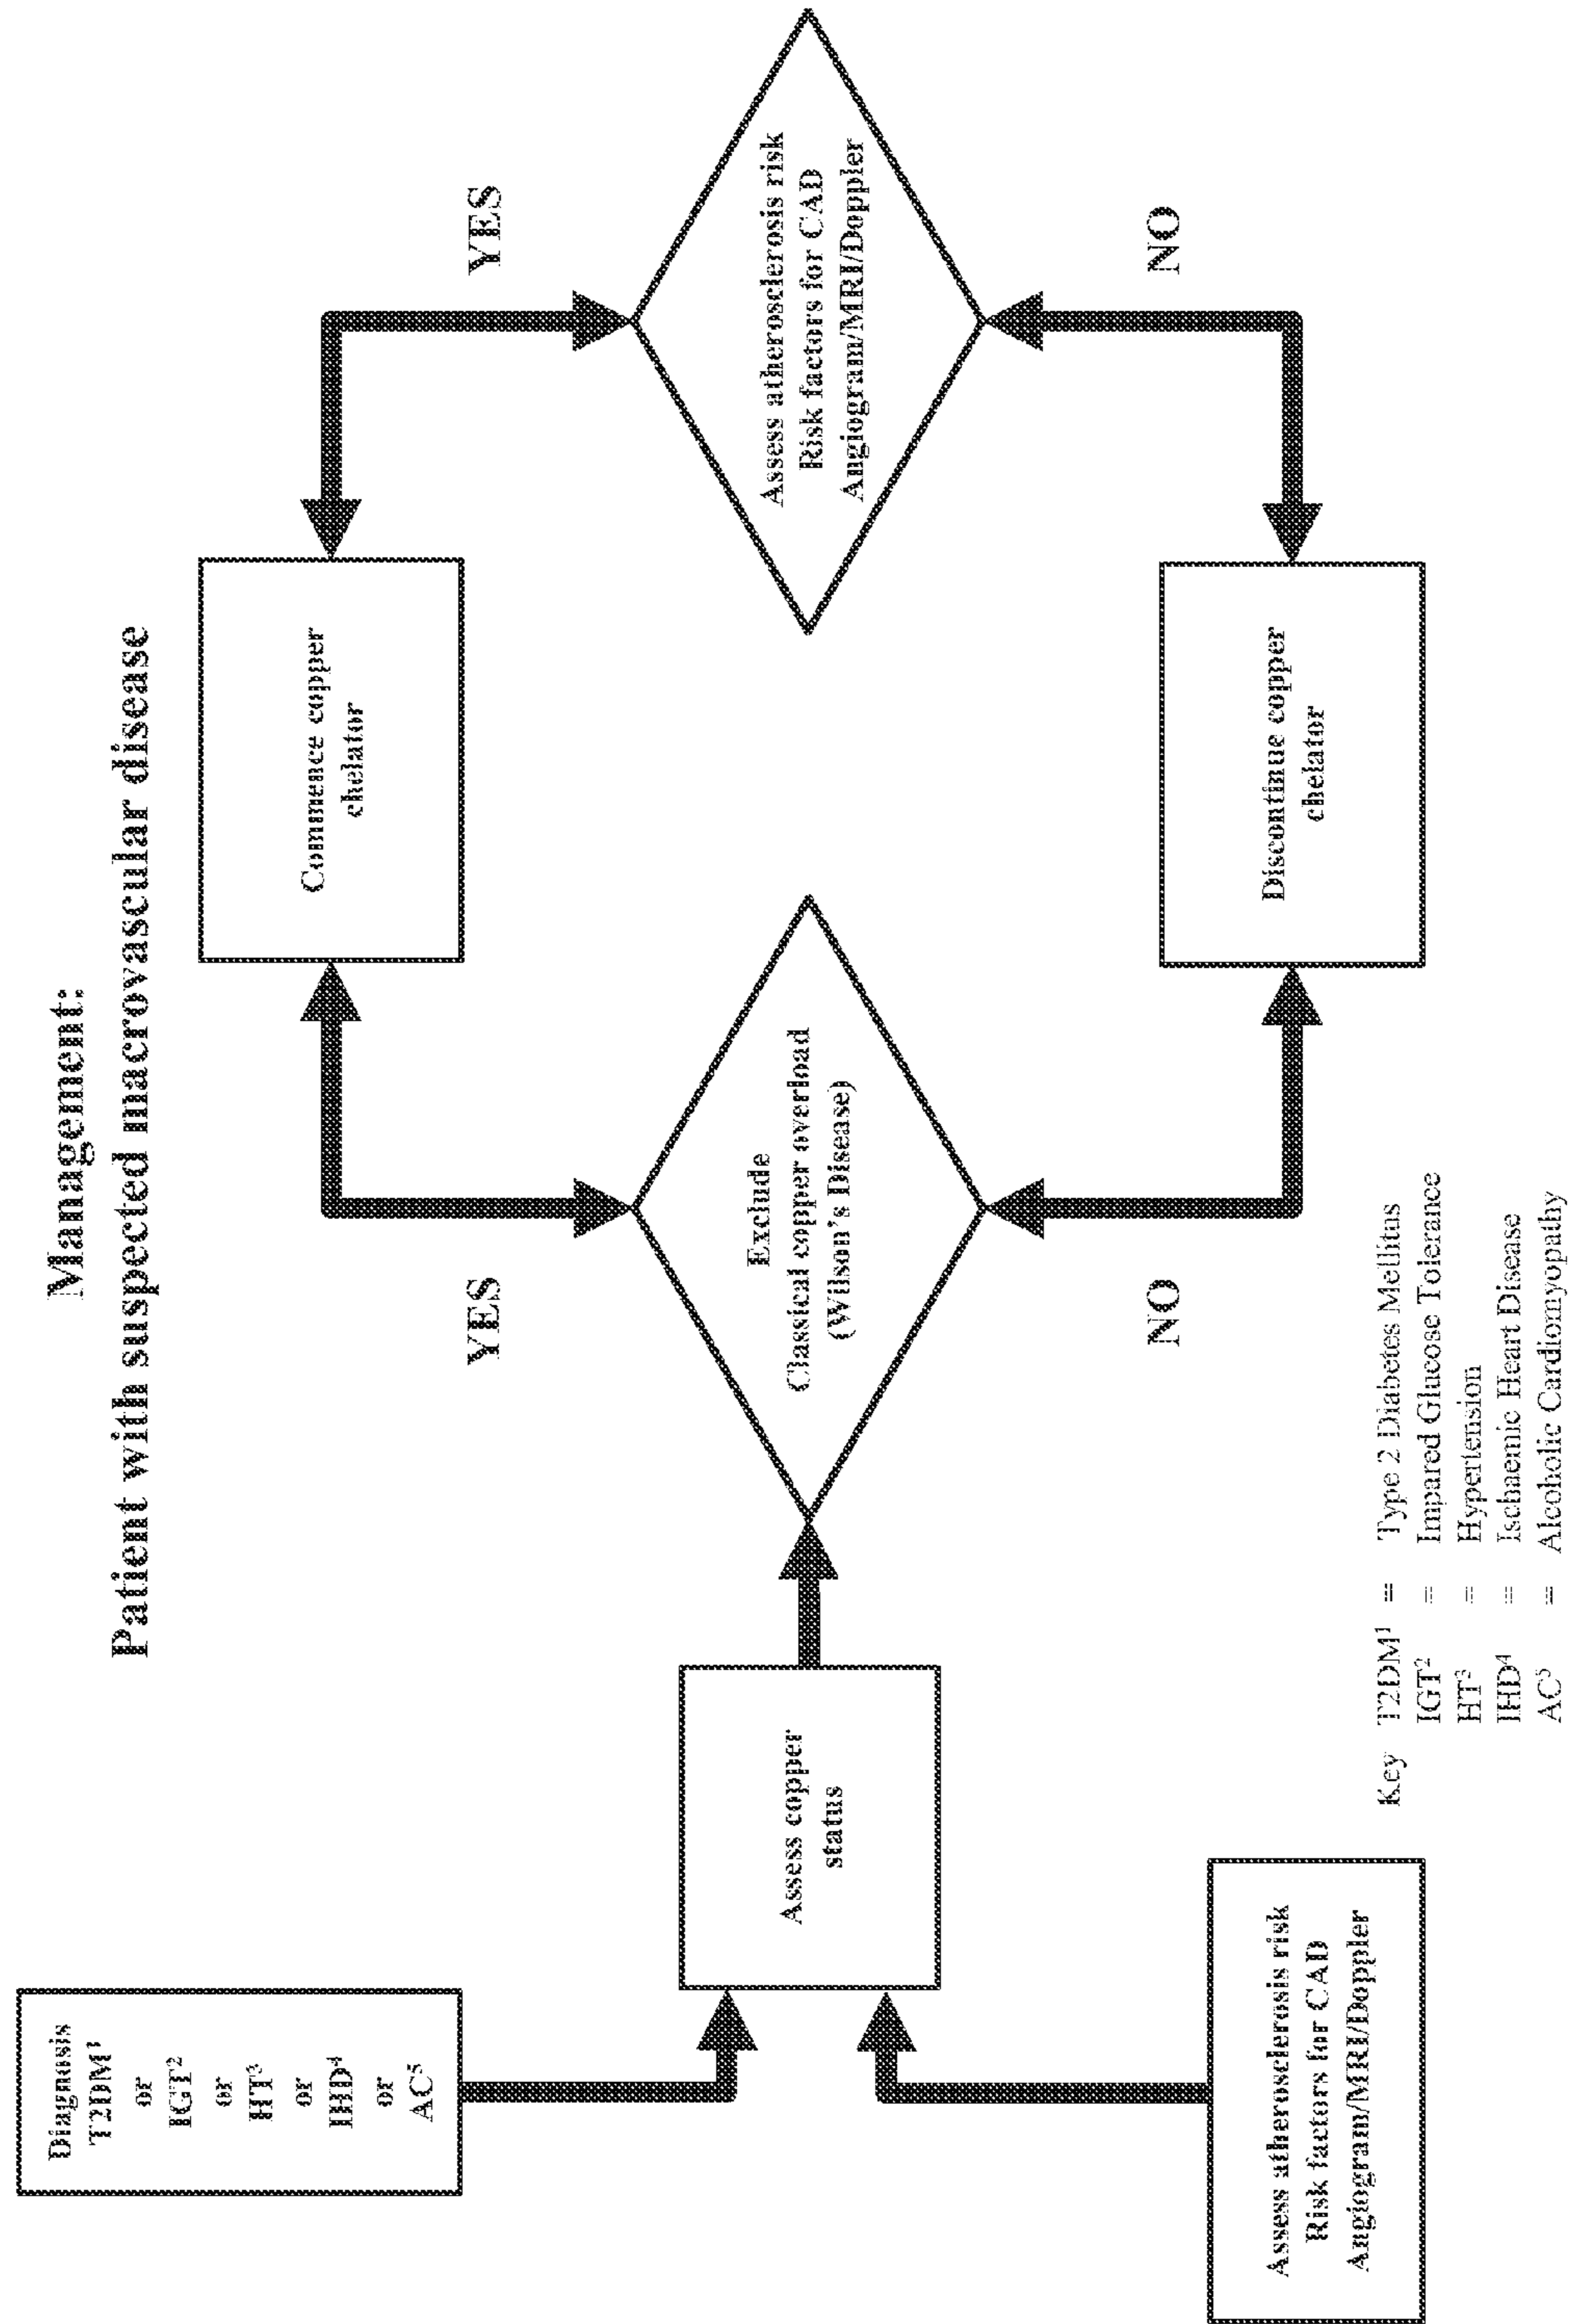 Management:
Patient with suspected macrovascular disease
Diagnosis
T2DM¹
or
IGT²
or
HT³
or
IHD⁴
or
AC⁵
Assess atherosclerosis risk
Risk factors for CAD
Angiogram/MRI/Doppler
Assess copper
status
Exclude
Classical copper overload
(Wilson's Disease)
YES
NO
Commence copper
chelator
Discontinue copper
chelator
YES
NO
Assess atherosclerosis risk
Risk factors for CAD
Angiogram/MRI/Doppler
Key T2DM¹ = Type 2 Diabetes Mellitus
IGT² = Impared Glucose Tolerance
HT³ = Hypertension
IHD⁴ = Ischaemic Heart Disease
AC⁵ = Alcoholic Cardiomyopathy